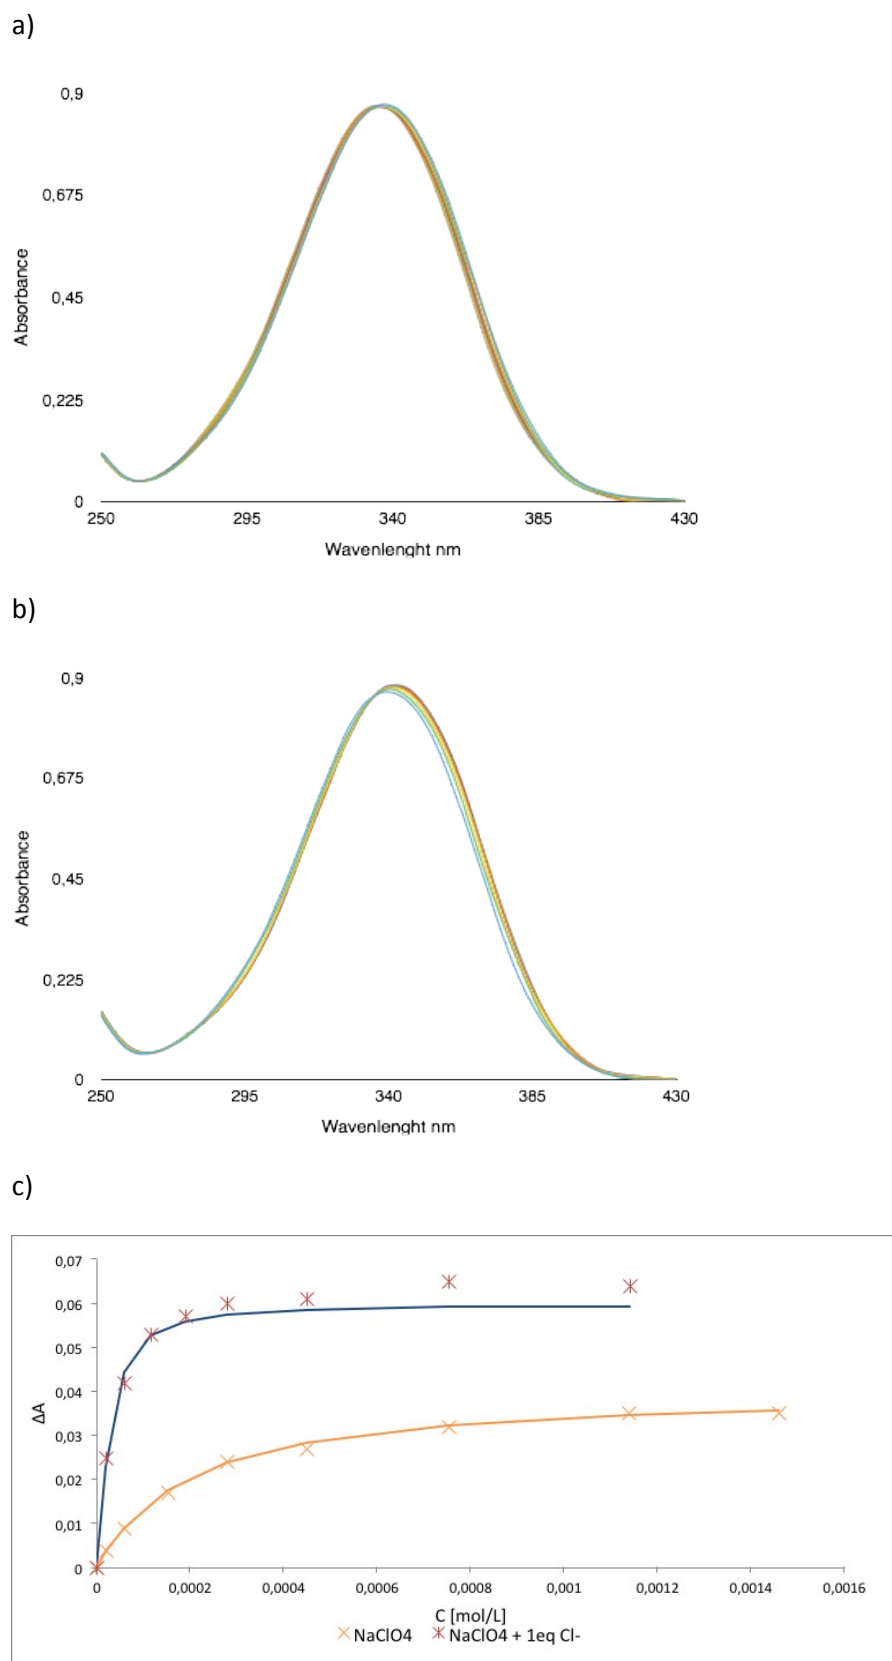 a)
0,9
0,675
0,45
0,225
0
Absorbance
250 295 340 385 430
Wavenlenght nm
b)
0,9
0,675
0,45
0,225
0
Absorbance
250 295 340 385 430
Wavenlenght nm
c)
0,07
0,06
0,05
0,04
0,03
0,02
0,01
0
ΔA
0 0,0002 0,0004 0,0006 0,0008 0,001 0,0012 0,0014 0,0016
C [mol/L]
NaClO4 NaClO4 + 1eq Cl-